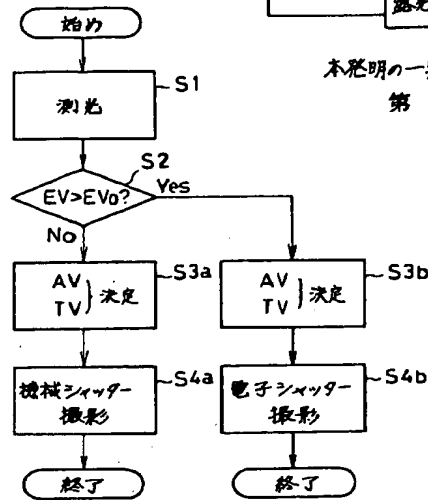 始め
S1
測光
S2
EV>EV0?
Yes
No
S3a
AV
TV
}決定
S3b
AV
TV
}決定
S4a
機械シャッター
撮影
S4b
電子シャッター
撮影
終了
終了
本発明の一
第